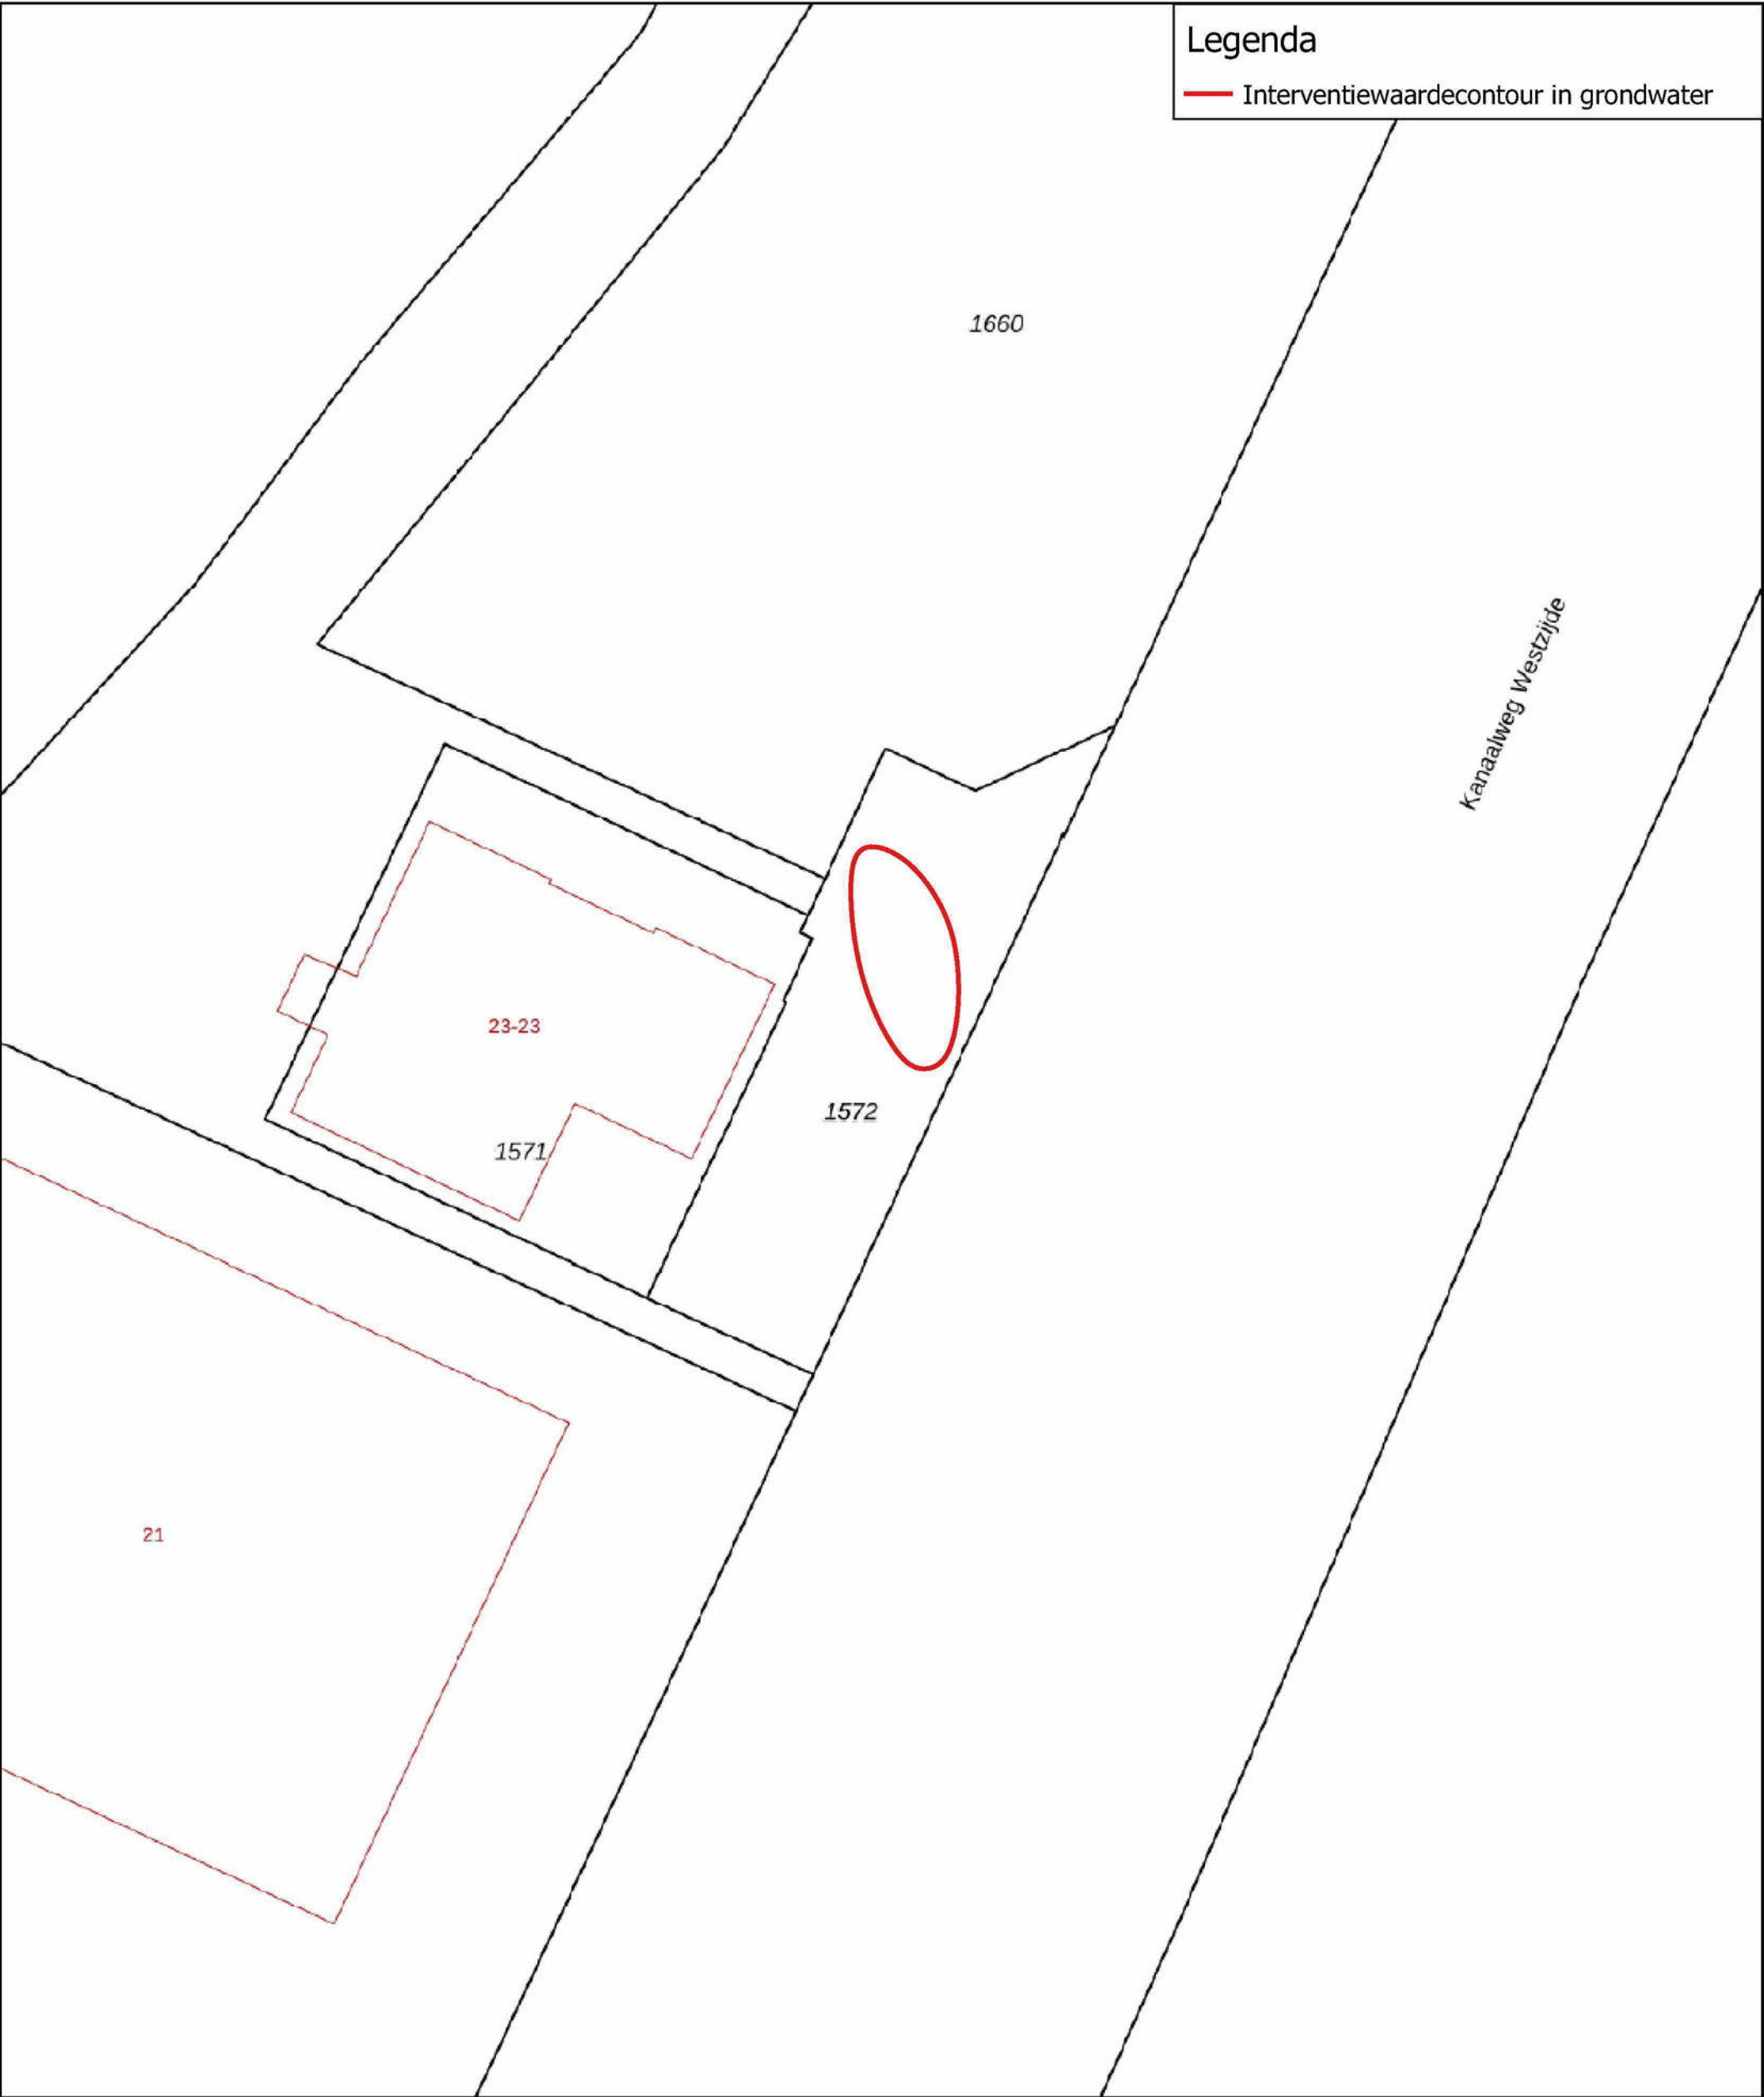 Legenda
Interventiewaardecontour in grondwater
1660
Kanaalweg Westzijde
23-23
1572
1571
21